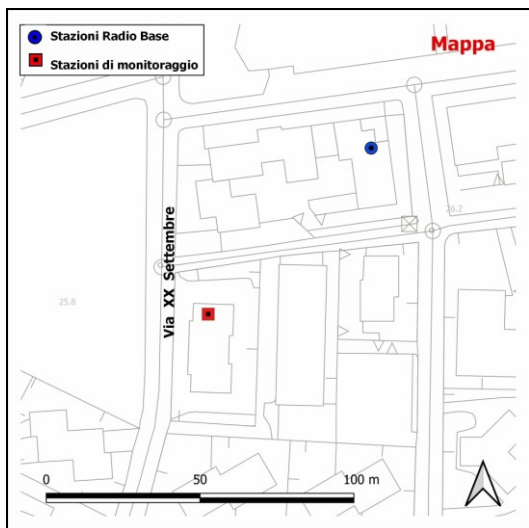 Stazioni Radio Base
Stazioni di monitoraggio
Mappa
Via XX Settembre
26.2
25.8
0 50 100 m